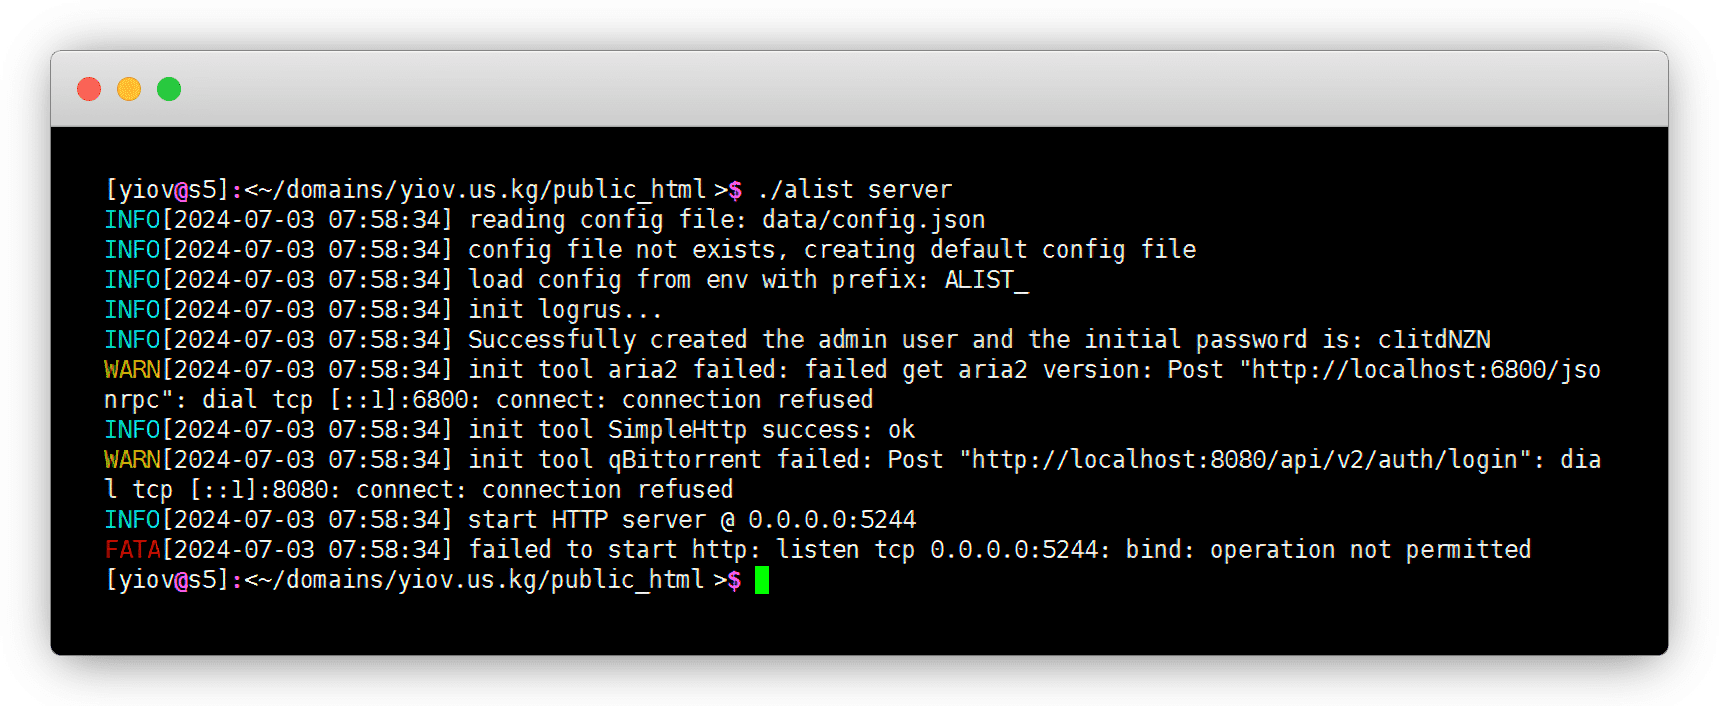 [yiov@s5]:<~/domains/yiov.us.kg/public_html>$ ./alist server
INFO[2024-07-03 07:58:34] reading config file: data/config.json
INFO[2024-07-03 07:58:34] config file not exists, creating default config file
INFO[2024-07-03 07:58:34] load config from env with prefix: ALIST_
INFO[2024-07-03 07:58:34] init logrus...
INFO[2024-07-03 07:58:34] Successfully created the admin user and the initial password is: c1itdNZN
WARN[2024-07-03 07:58:34] init tool aria2 failed: failed get aria2 version: Post "http://localhost:6800/jso
nrpc": dial tcp [::1]:6800: connect: connection refused
INFO[2024-07-03 07:58:34] init tool SimpleHttp success: ok
WARN[2024-07-03 07:58:34] init tool qBittorrent failed: Post "http://localhost:8080/api/v2/auth/login": dia
l tcp [::1]:8080: connect: connection refused
INFO[2024-07-03 07:58:34] start HTTP server @ 0.0.0.0:5244
FATA[2024-07-03 07:58:34] failed to start http: listen tcp 0.0.0.0:5244: bind: operation not permitted
[yiov@s5]:<~/domains/yiov.us.kg/public_html>$